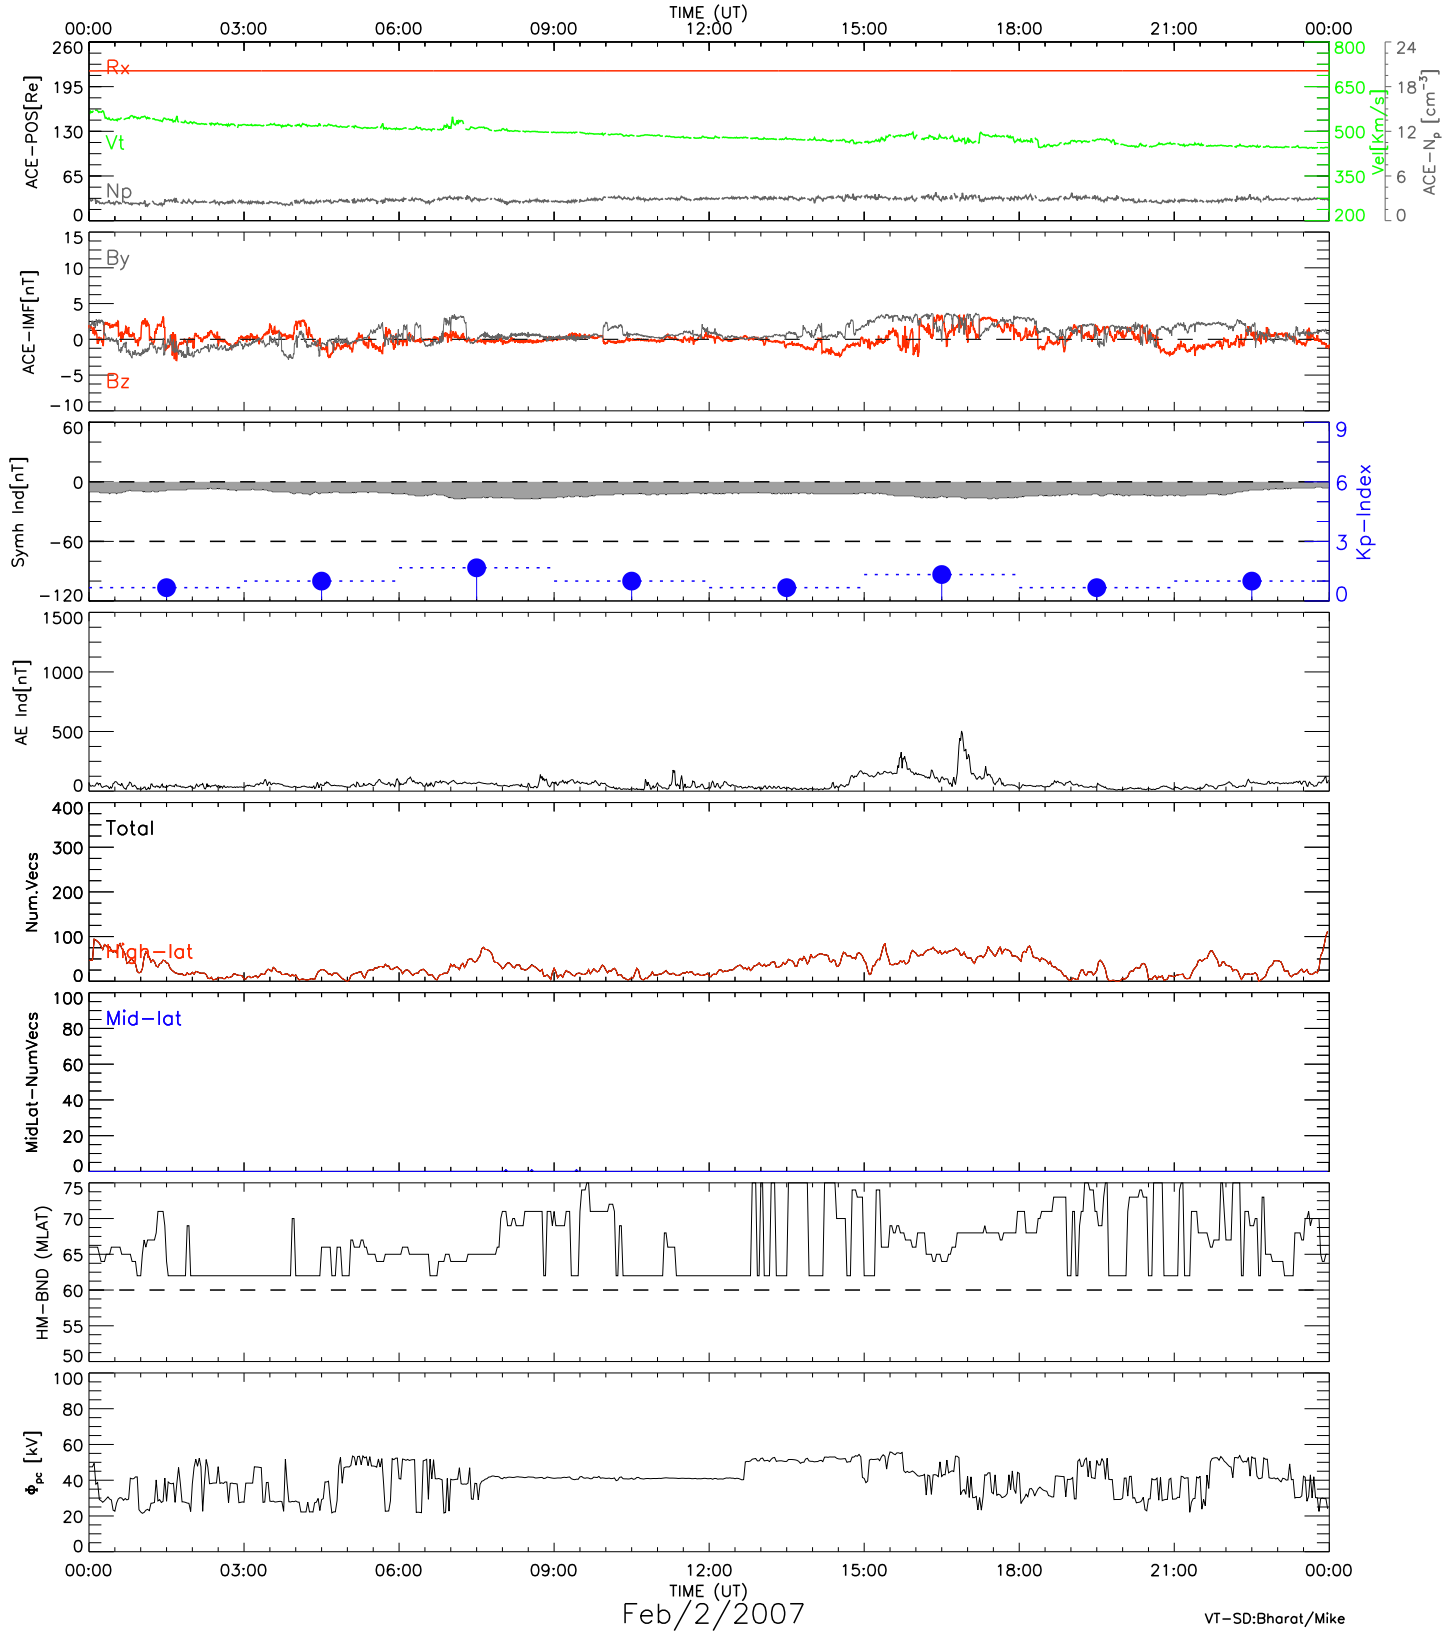 TIME (UT)
00:00 03:00 06:00 09:00 12:00 15:00 18:00 21:00 00:00
ACE-POS[Re]
260
195
130
65
0
Rx
Vt
Np
800
650
500
350
200
Vel[Km/s]
24
18
12
6
0
ACE-Np [cm-3]
ACE-IMF[nT]
15
10
5
0
-5
-10
By
Bz
Symh Ind[nT]
60
0
-60
-120
9
6
3
0
Kp-Index
AE Ind[nT]
1500
1000
500
0
Num.Vecs
400
300
200
100
0
Total
High-lat
MidLat-NumVecs
100
80
60
40
20
0
Mid-lat
HM-BND (MLAT)
75
70
65
60
55
50
Φpc [kV]
100
80
60
40
20
0
00:00 03:00 06:00 09:00 12:00 15:00 18:00 21:00 00:00
TIME (UT)
Feb/2/2007
VT-SD:Bharat/Mike